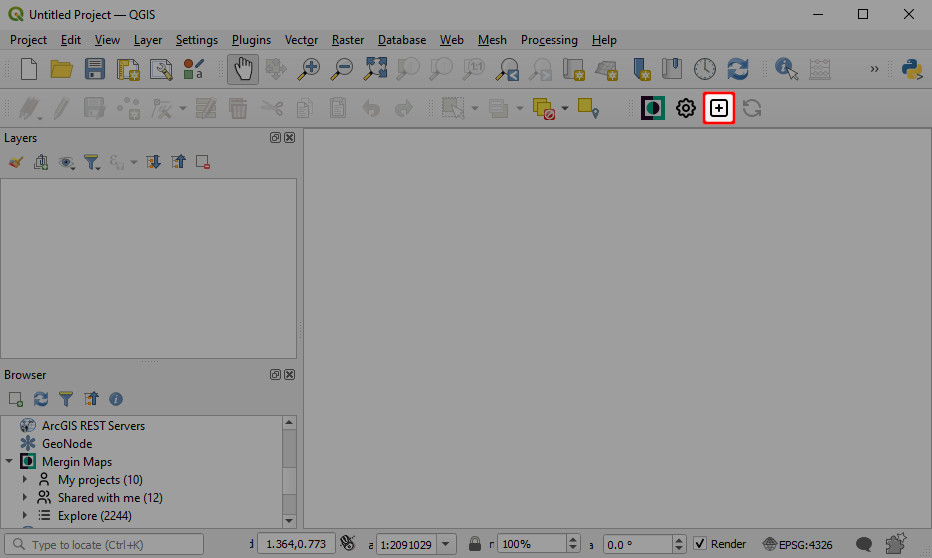 Untitled Project — QGIS
Project Edit View Layer Settings Plugins Vector Raster Database Web Mesh Processing Help
Layers
Browser
ArcGIS REST Servers
GeoNode
Mergin Maps
My projects (10)
Shared with me (12)
Explore (2244)
Type to locate (Ctrl+K) 1.364,0.773 1:2091029 100% 0.0 ° Render EPSG:4326